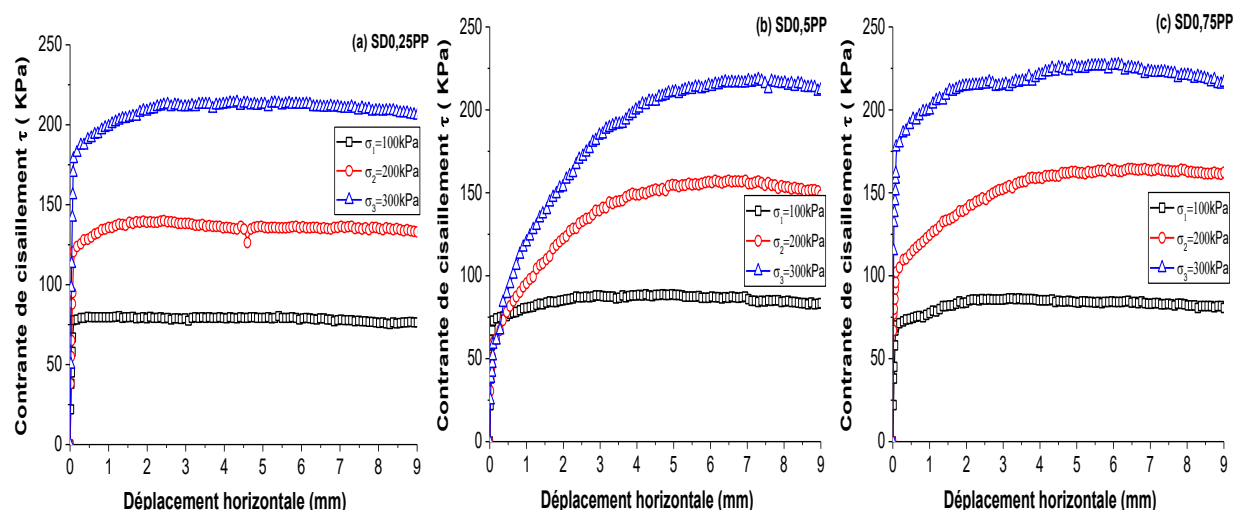 (a) SD0,25PP
Contrante de cisaillement τ ( KPa)
250
200
150
100
50
0
σ1=100kPa
σ2=200kPa
σ3=300kPa
0 1 2 3 4 5 6 7 8 9
Déplacement horizontale (mm)
(b) SD0,5PP
Contrante de cisaillement τ ( KPa)
250
200
150
100
50
0
σ1=100kPa
σ2=200kPa
σ3=300kPa
0 1 2 3 4 5 6 7 8 9
Déplacement horizontale (mm)
(c) SD0,75PP
Contrante de cisaillement τ ( KPa)
250
200
150
100
50
0
σ1=100kPa
σ2=200kPa
σ3=300kPa
0 1 2 3 4 5 6 7 8 9
Déplacement horizontale (mm)